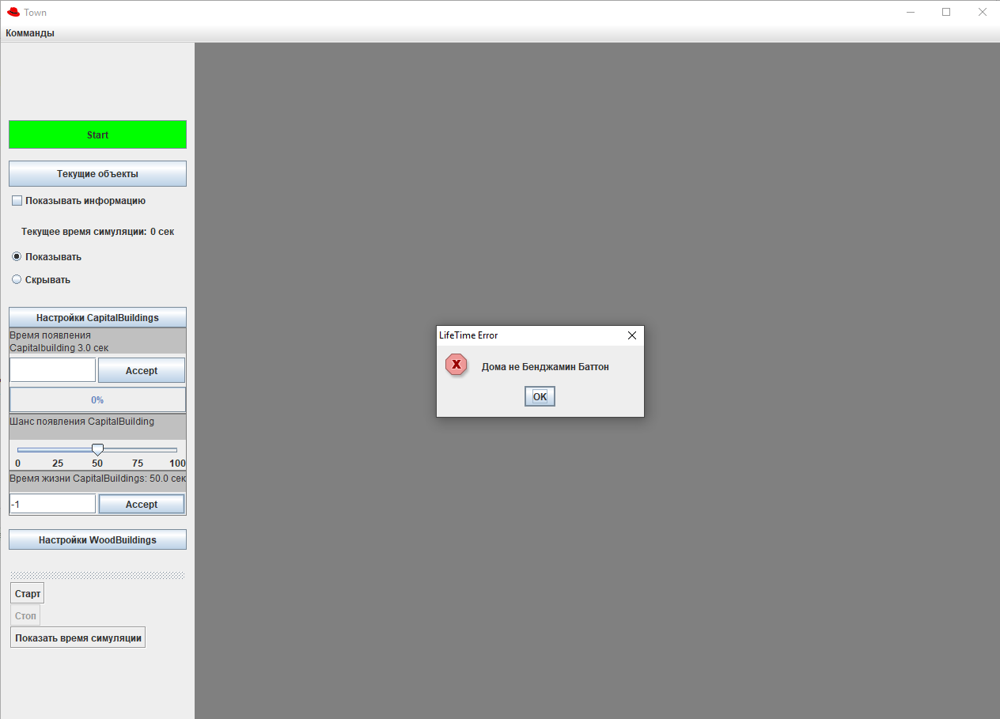 Town
Комманды
Start
Текущие объекты
Показывать информацию
Текущее время симуляции: 0 сек
Показывать
Скрывать
Настройки CapitalBuildings
Время появления
Capitalbuilding 3.0 сек
Accept
0%
Шанс появления CapitalBuilding
0 25 50 75 100
Время жизни CapitalBuildings: 50.0 сек
-1 Accept
Настройки WoodBuildings
Старт
Стоп
Показать время симуляции
LifeTime Error
Дома не Бенджамин Баттон
OK